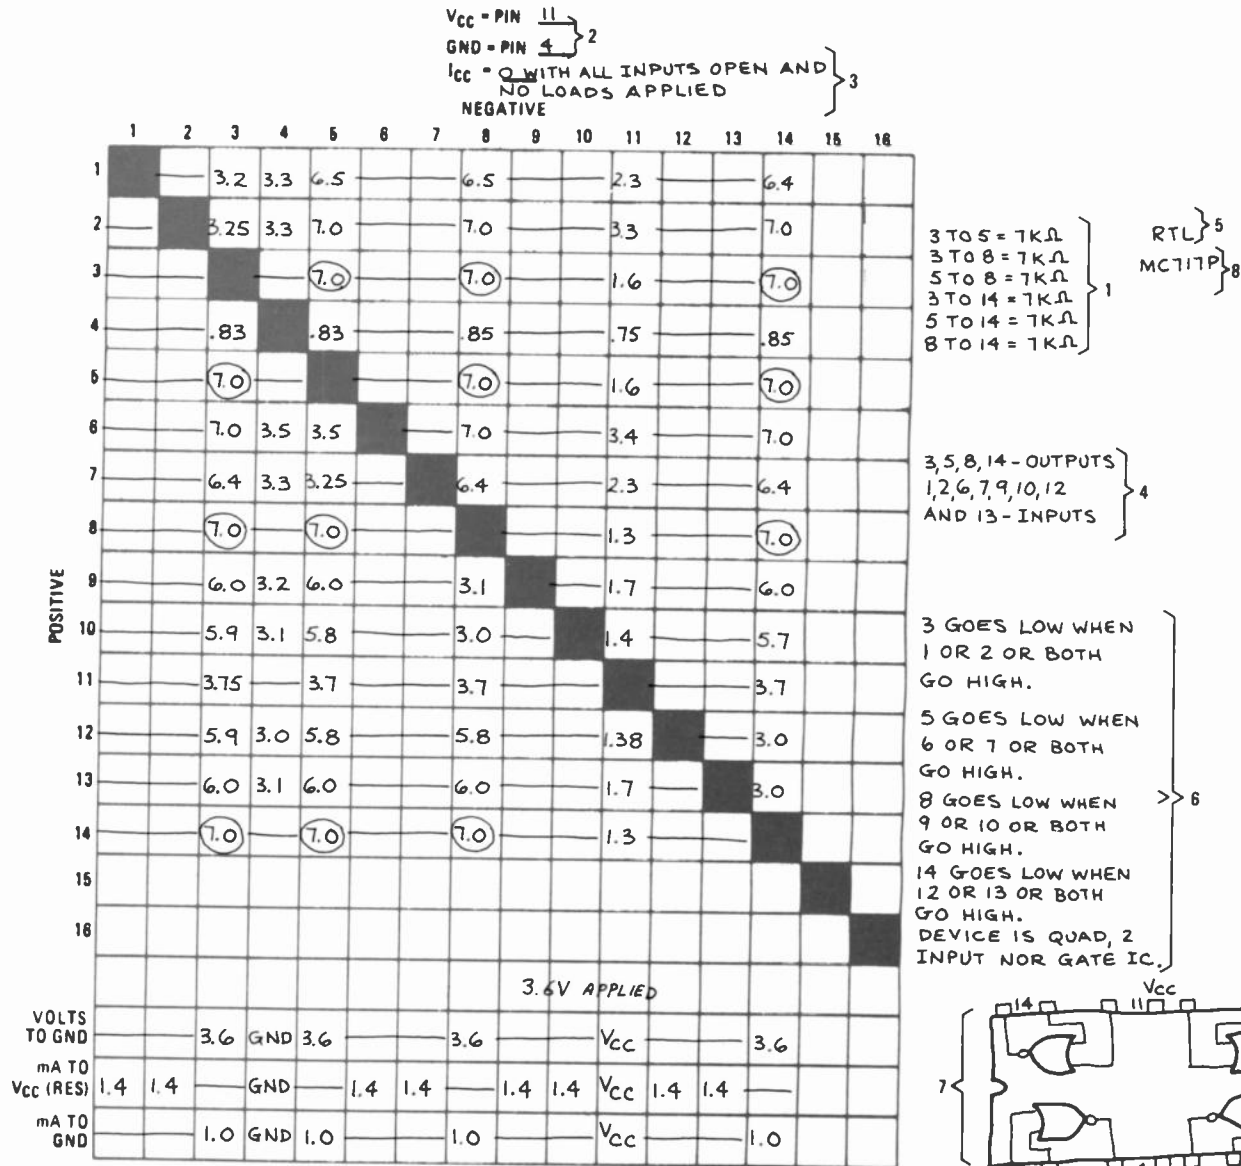 VCC = PIN 11
GND = PIN 4
} 2
ICC = 0 WITH ALL INPUTS OPEN AND
NO LOADS APPLIED
} 3
NEGATIVE
1 2 3 4 5 6 7 8 9 10 11 12 13 14 15 16
POSITIVE
1 3.2 3.3 6.5 6.5 2.3 6.4
2 3.25 3.3 7.0 7.0 3.3 7.0
3 7.0 7.0 1.6 7.0
4 .83 .83 .85 .75 .85
5 7.0 7.0 1.6 7.0
6 7.0 3.5 3.5 7.0 3.4 7.0
7 6.4 3.3 3.25 6.4 2.3 6.4
8 7.0 7.0 1.3 7.0
9 6.0 3.2 6.0 3.1 1.7 6.0
10 5.9 3.1 5.8 3.0 1.4 5.7
11 3.75 3.7 3.7 3.7
12 5.9 3.0 5.8 5.8 1.38 3.0
13 6.0 3.1 6.0 6.0 1.7 3.0
14 7.0 7.0 7.0 1.3
15
16
3.6V APPLIED
VOLTS
TO GND 3.6 GND 3.6 3.6 VCC 3.6
mA TO
VCC (RES) 1.4 1.4 GND 1.4 1.4 1.4 1.4 VCC 1.4 1.4
mA TO
GND 1.0 GND 1.0 1.0 VCC 1.0
3 TO 5 = 7KΩ
3 TO 8 = 7KΩ
5 TO 8 = 7KΩ
3 TO 14 = 7KΩ
5 TO 14 = 7KΩ
8 TO 14 = 7KΩ
} 1
RTL } 5
MC717P } 8
3, 5, 8, 14 - OUTPUTS
1, 2, 6, 7, 9, 10, 12
AND 13 - INPUTS
} 4
3 GOES LOW WHEN
1 OR 2 OR BOTH
GO HIGH.
5 GOES LOW WHEN
6 OR 7 OR BOTH
GO HIGH.
8 GOES LOW WHEN
9 OR 10 OR BOTH
GO HIGH.
14 GOES LOW WHEN
12 OR 13 OR BOTH
GO HIGH.
DEVICE IS QUAD, 2
INPUT NOR GATE IC.
} 6
VCC
14 11
7 {